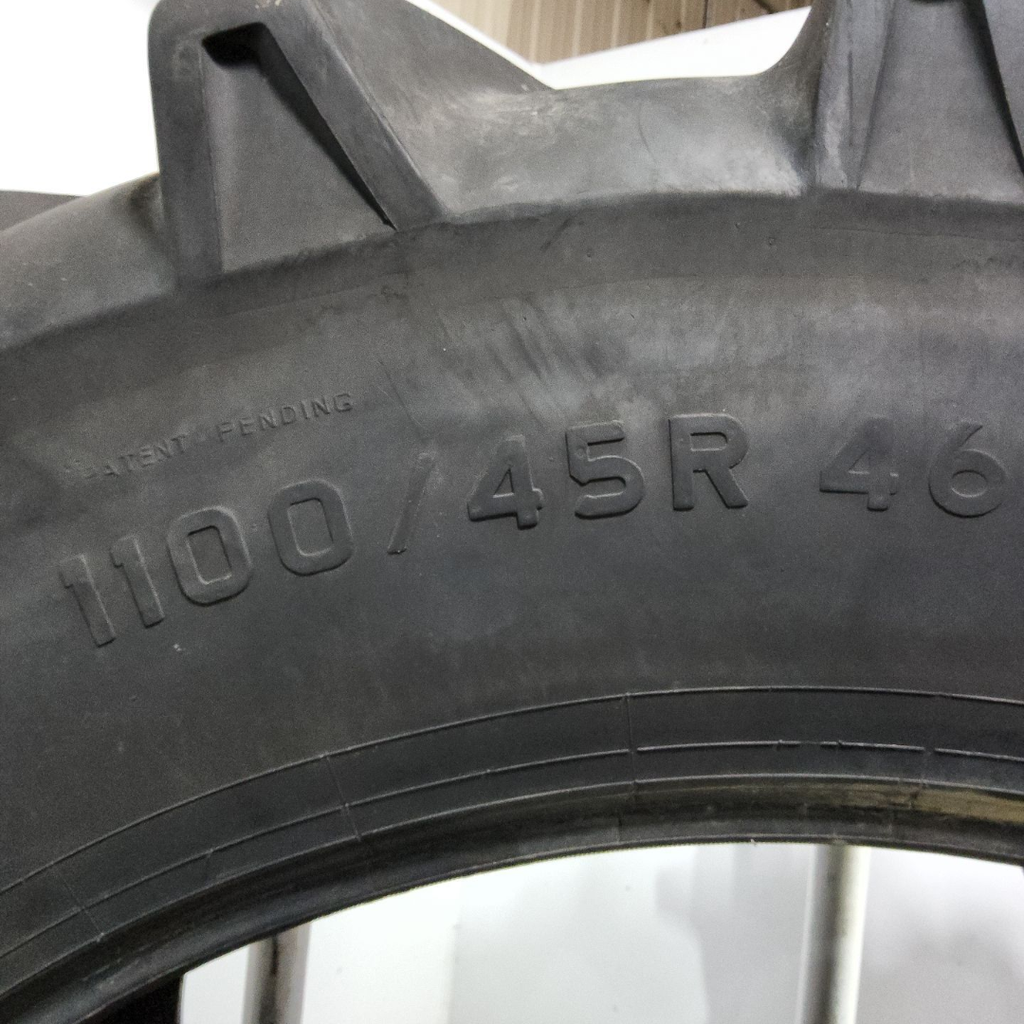 PATENT PENDING
1100/45R 46